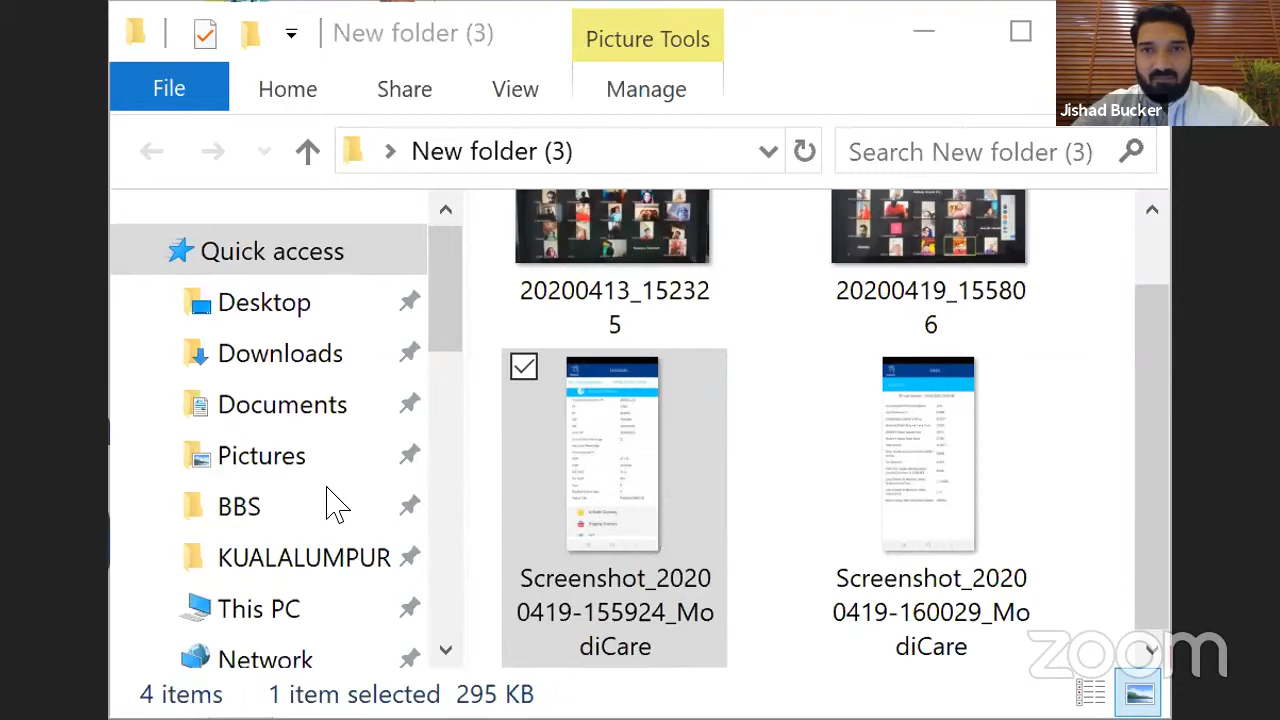 New folder (3)
Picture Tools
File
Home
Share
View
Manage
New folder (3)
Search New folder (3)
Jishad Bucker
Quick access
Desktop
Downloads
Documents
Pictures
BBS
KUALALUMPUR
This PC
Network
20200413_15232
5
20200419_15580
6
Screenshot_2020
0419-155924_Mo
diCare
Screenshot_2020
0419-160029_Mo
diCare
4 items
1 item selected 295 KB
zoom